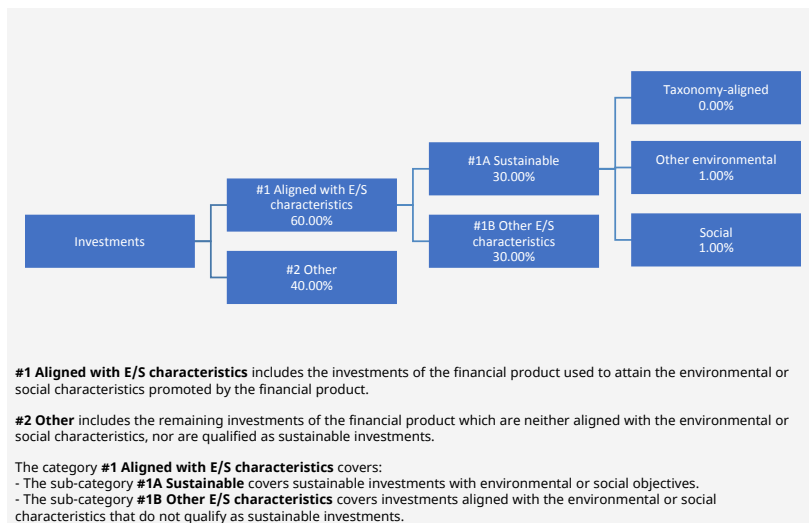 Investments
#1 Aligned with E/S
characteristics
60.00%
#2 Other
40.00%
#1A Sustainable
30.00%
#1B Other E/S
characteristics
30.00%
Taxonomy-aligned
0.00%
Other environmental
1.00%
Social
1.00%
#1 Aligned with E/S characteristics includes the investments of the financial product used to attain the environmental or
social characteristics promoted by the financial product.
#2 Other includes the remaining investments of the financial product which are neither aligned with the environmental or
social characteristics, nor are qualified as sustainable investments.
The category #1 Aligned with E/S characteristics covers:
- The sub-category #1A Sustainable covers sustainable investments with environmental or social objectives.
- The sub-category #1B Other E/S characteristics covers investments aligned with the environmental or social
characteristics that do not qualify as sustainable investments.